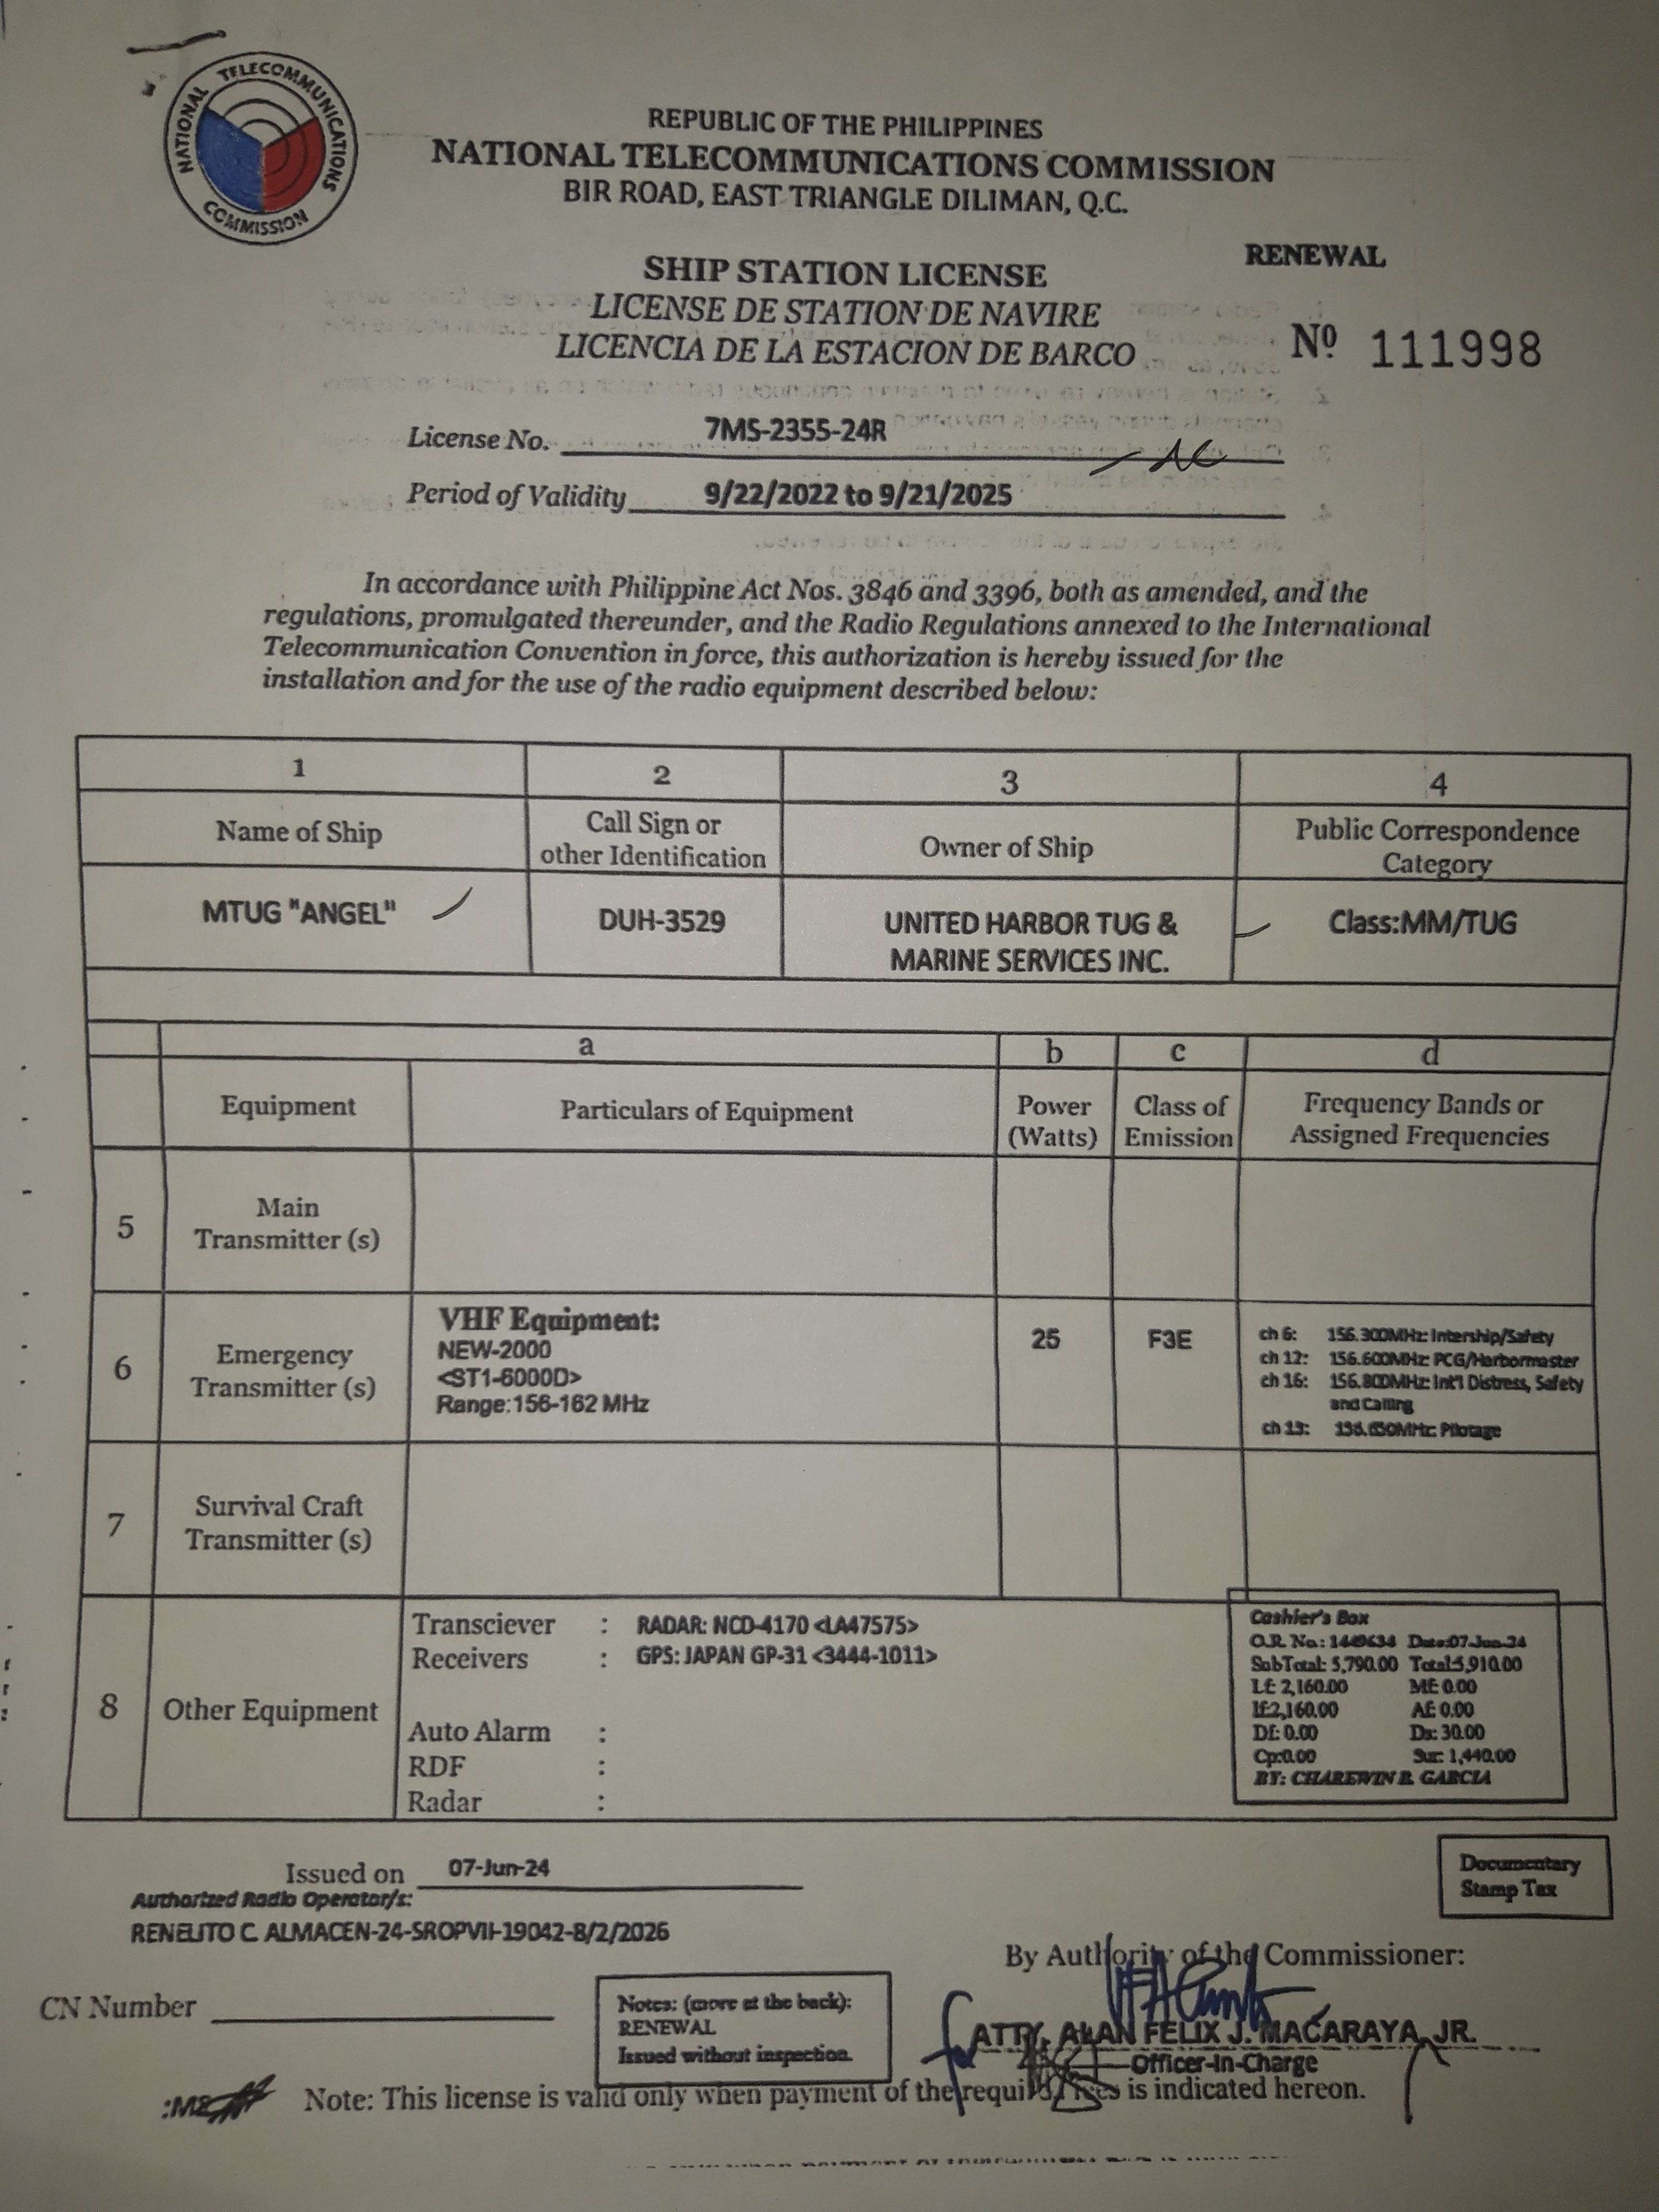 NATIONAL TELECOMMUNICATIONS COMMISSION
REPUBLIC OF THE PHILIPPINES
NATIONAL TELECOMMUNICATIONS COMMISSION
BIR ROAD, EAST TRIANGLE DILIMAN, Q.C.
RENEWAL
SHIP STATION LICENSE
LICENSE DE STATION DE NAVIRE
LICENCIA DE LA ESTACION DE BARCO
Nº 111998
License No. 7MS-2355-24R
Period of Validity 9/22/2022 to 9/21/2025
In accordance with Philippine Act Nos. 3846 and 3396, both as amended, and the
regulations, promulgated thereunder, and the Radio Regulations annexed to the International
Telecommunication Convention in force, this authorization is hereby issued for the
installation and for the use of the radio equipment described below:
1 2 3 4
Name of Ship
Call Sign or
other Identification
Owner of Ship
Public Correspondence
Category
MTUG "ANGEL"
DUH-3529
UNITED HARBOR TUG &
MARINE SERVICES INC.
Class:MM/TUG
a b c d
Equipment
Particulars of Equipment
Power
(Watts)
Class of
Emission
Frequency Bands or
Assigned Frequencies
5
Main
Transmitter (s)
6
Emergency
Transmitter (s)
VHF Equipment:
NEW-2000
<ST1-6000D>
Range:156-162 MHz
25
F3E
ch 6: 156.300MHz: Intership/Safety
ch 12: 156.600MHz: PCG/Harbormaster
ch 16: 156.800MHz: Int'l Distress, Safety
and Calling
ch 13: 156.650MHz: Pilotage
7
Survival Craft
Transmitter (s)
8
Other Equipment
Transciever : RADAR: NCD-4170 <LA47575>
Receivers : GPS: JAPAN GP-31 <3444-1011>
Auto Alarm :
RDF :
Radar :
Cashier's Box
O.R. No.: 1449634 Date:07-Jun-24
SubTotal: 5,790.00 Total:5,910.00
Lf: 2,160.00 Mf: 0.00
If:2,160.00 Af: 0.00
Df: 0.00 Ds: 30.00
Cp:0.00 Sur: 1,440.00
BY: CHAREWIN B. GARCIA
Issued on 07-Jun-24
Documentary
Stamp Tax
Authorized Radio Operator/s:
RENELITO C. ALMACEN-24-SROPVII-19042-8/2/2026
By Authority of the Commissioner:
CN Number
Notes: (more at the back):
RENEWAL
Issued without inspection.
ATTY. ALAN FELIX J. MACARAYA, JR.
Officer-In-Charge
Note: This license is valid only when payment of the required fees is indicated hereon.